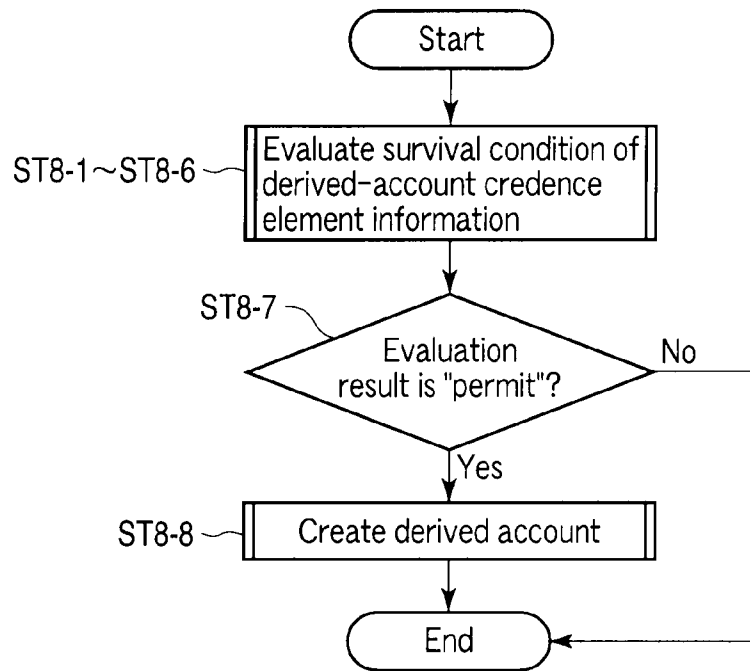 Start
ST8-1~ST8-6
Evaluate survival condition of
derived-account credence
element information
ST8-7
Evaluation
result is "permit"?
No
Yes
ST8-8
Create derived account
End